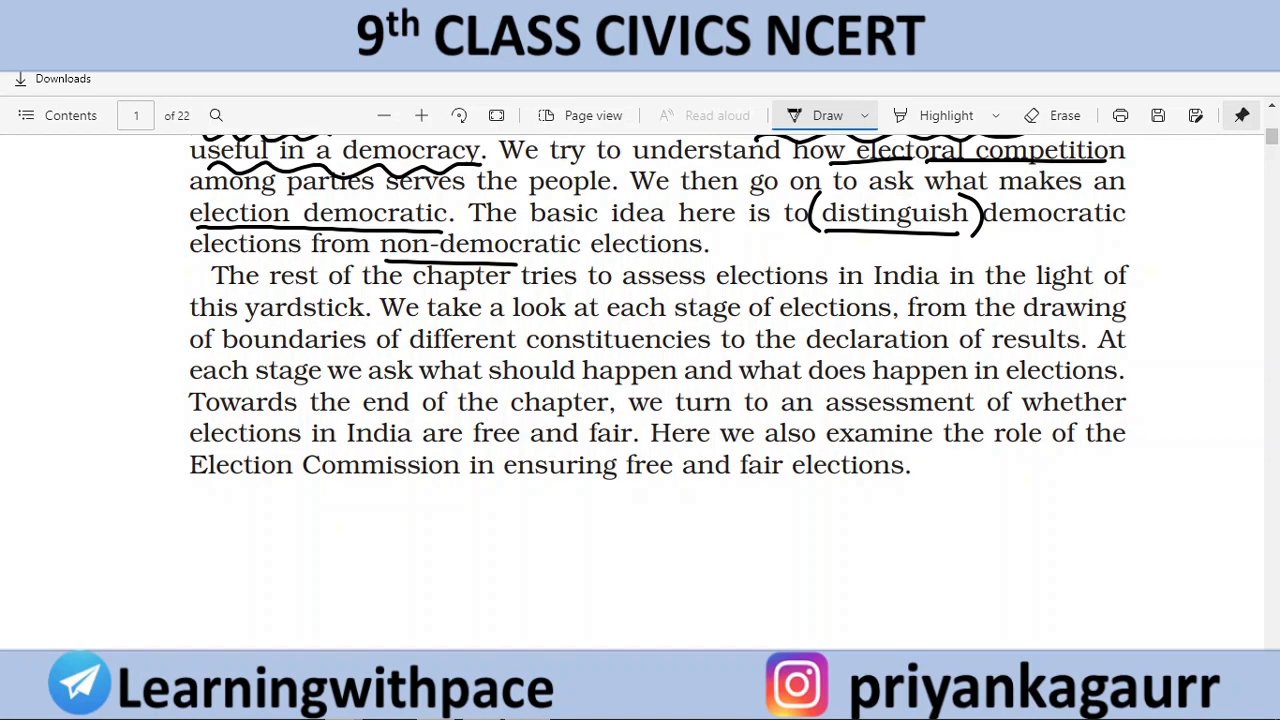 9th CLASS CIVICS NCERT
Downloads
Contents 1 of 22 Page view Read aloud Draw Highlight Erase
useful in a democracy. We try to understand how electoral competition
among parties serves the people. We then go on to ask what makes an
election democratic. The basic idea here is to (distinguish) democratic
elections from non-democratic elections.
The rest of the chapter tries to assess elections in India in the light of
this yardstick. We take a look at each stage of elections, from the drawing
of boundaries of different constituencies to the declaration of results. At
each stage we ask what should happen and what does happen in elections.
Towards the end of the chapter, we turn to an assessment of whether
elections in India are free and fair. Here we also examine the role of the
Election Commission in ensuring free and fair elections.
Learningwithpace priyankagaurr